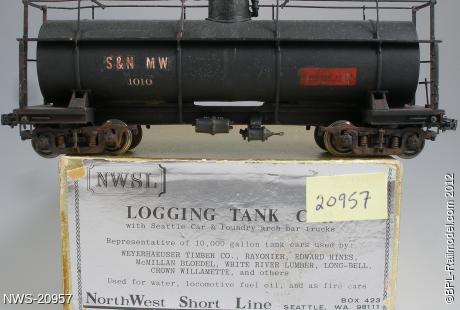 S&N MW
1010
NWSL
20957
LOGGING TANK C
with Seattle Car & Foundry arch bar trucks
Representative of 10,000 gallon tank cars used by:
WEYERHAEUSER TIMBER CO., RAYONIER, EDWARD HINES,
McMILLAN BLOEDEL, WHITE RIVER LUMBER, LONG-BELL,
CROWN WILLAMETTE, and others
Used for water, locomotive fuel oil, and as fire cars
NorthWest Short Line BOX 423
SEATTLE, WA. 98111
NWS-20957
©BPL-Railmodel.com 2012